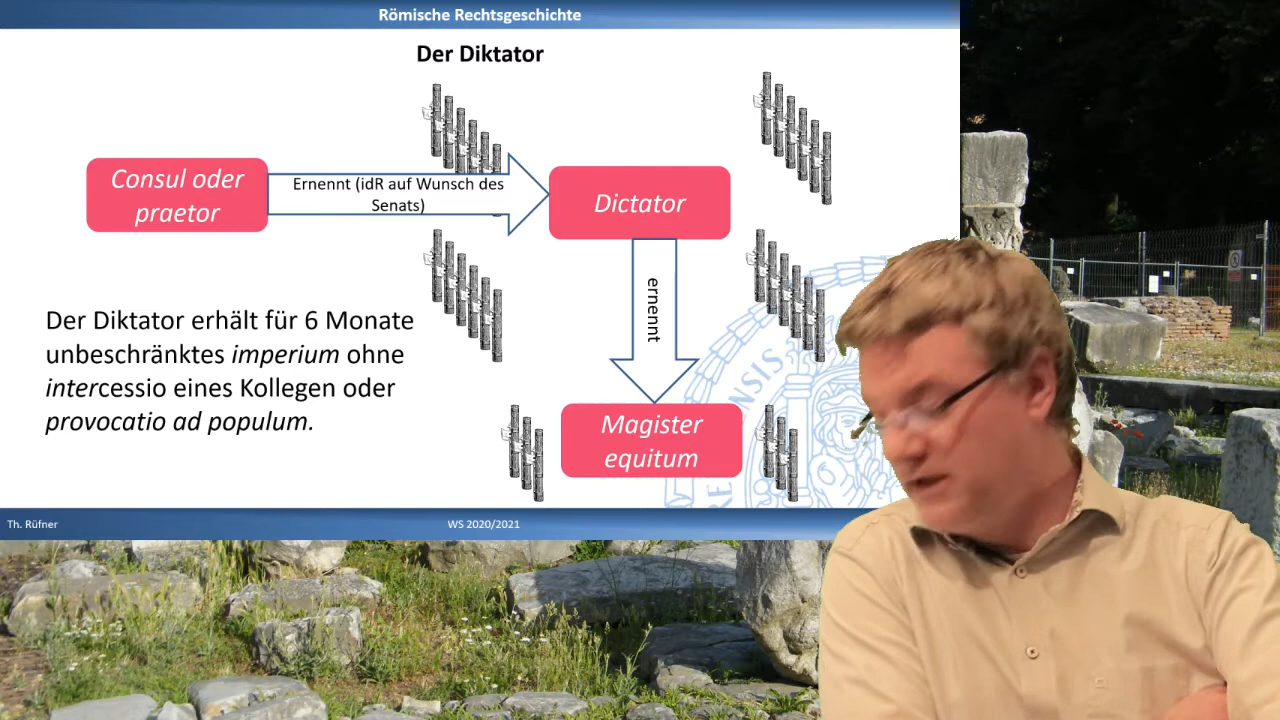 Römische Rechtsgeschichte
Der Diktator
Consul oder
praetor
Ernennt (idR auf Wunsch des
Senats)
Dictator
ernennt
Der Diktator erhält für 6 Monate
unbeschränktes imperium ohne
intercessio eines Kollegen oder
provocatio ad populum.
Magister
equitum
ENSIS
Th. Rüfner
WS 2020/2021